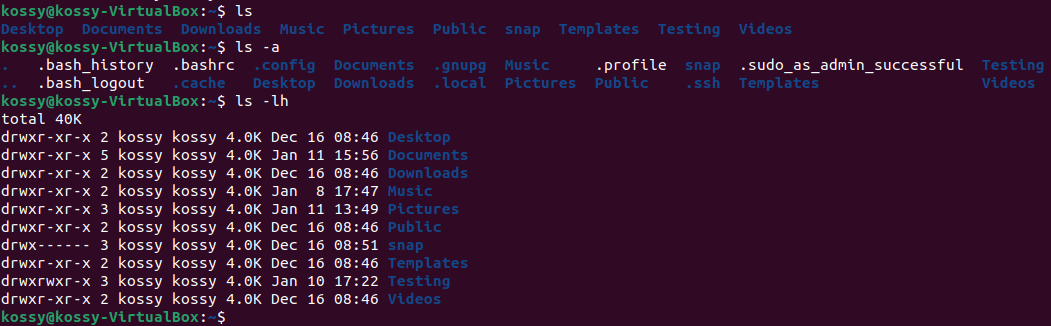 kossy@kossy-VirtualBox:~$ ls
Desktop  Documents  Downloads  Music  Pictures  Public  snap  Templates  Testing  Videos
kossy@kossy-VirtualBox:~$ ls -a
.   .bash_history  .bashrc  .config  Documents  .gnupg  Music     .profile  snap  .sudo_as_admin_successful  Testing
..  .bash_logout   .cache   Desktop  Downloads  .local  Pictures  Public    .ssh  Templates                  Videos
kossy@kossy-VirtualBox:~$ ls -lh
total 40K
drwxr-xr-x 2 kossy kossy 4.0K Dec 16 08:46 Desktop
drwxr-xr-x 5 kossy kossy 4.0K Jan 11 15:56 Documents
drwxr-xr-x 2 kossy kossy 4.0K Dec 16 08:46 Downloads
drwxr-xr-x 2 kossy kossy 4.0K Jan  8 17:47 Music
drwxr-xr-x 3 kossy kossy 4.0K Jan 11 13:49 Pictures
drwxr-xr-x 2 kossy kossy 4.0K Dec 16 08:46 Public
drwx------ 3 kossy kossy 4.0K Dec 16 08:51 snap
drwxr-xr-x 2 kossy kossy 4.0K Dec 16 08:46 Templates
drwxrwxr-x 3 kossy kossy 4.0K Jan 10 17:22 Testing
drwxr-xr-x 2 kossy kossy 4.0K Dec 16 08:46 Videos
kossy@kossy-VirtualBox:~$